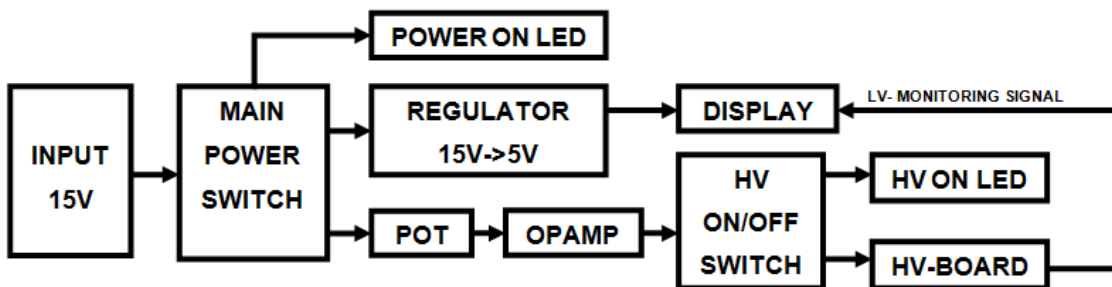 POWER ON LED
INPUT
15V
MAIN
POWER
SWITCH
REGULATOR
15V->5V
DISPLAY
LV- MONITORING SIGNAL
POT
OPAMP
HV
ON/OFF
SWITCH
HV ON LED
HV-BOARD